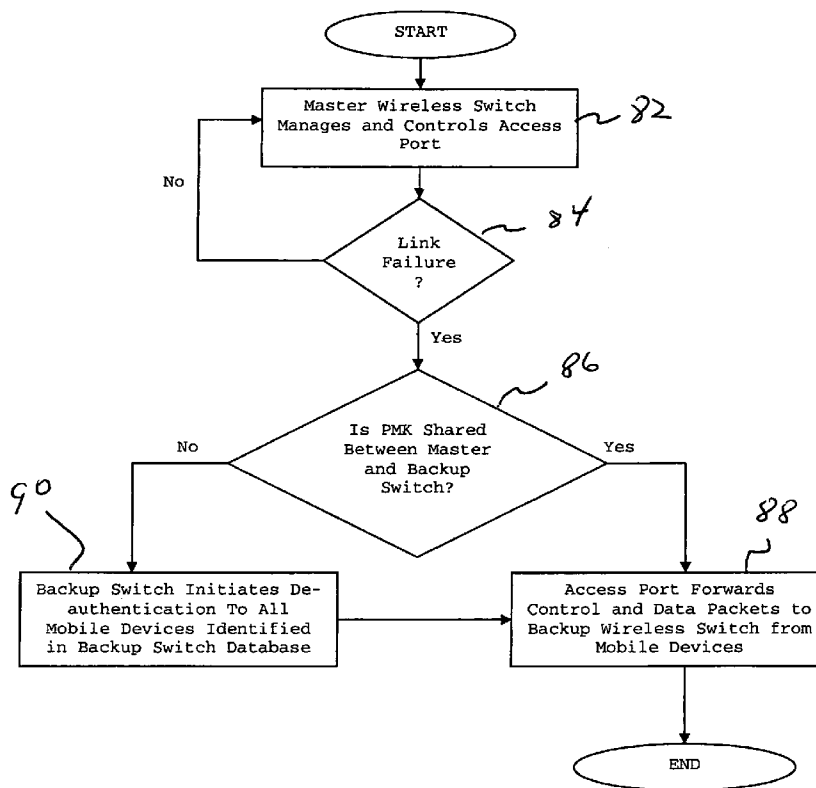 START
Master Wireless Switch
Manages and Controls Access
Port
82
No
84
Link
Failure
?
Yes
86
Is PMK Shared
Between Master
and Backup
Switch?
No
Yes
90
88
Backup Switch Initiates De-
authentication To All
Mobile Devices Identified
in Backup Switch Database
Access Port Forwards
Control and Data Packets to
Backup Wireless Switch from
Mobile Devices
END